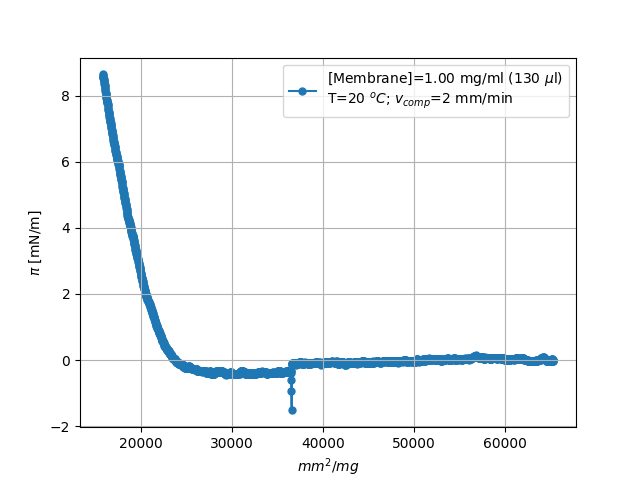 [Membrane]=1.00 mg/ml (130 μl)
T=20 °C; v_comp=2 mm/min
8
6
4
2
0
−2
π [mN/m]
20000 30000 40000 50000 60000
mm²/mg